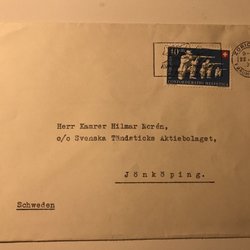 Herr Kamrer Hilmar Norén,
c/o Svenska Tändsticks Aktiebolaget,
Jönköping.
Schweden